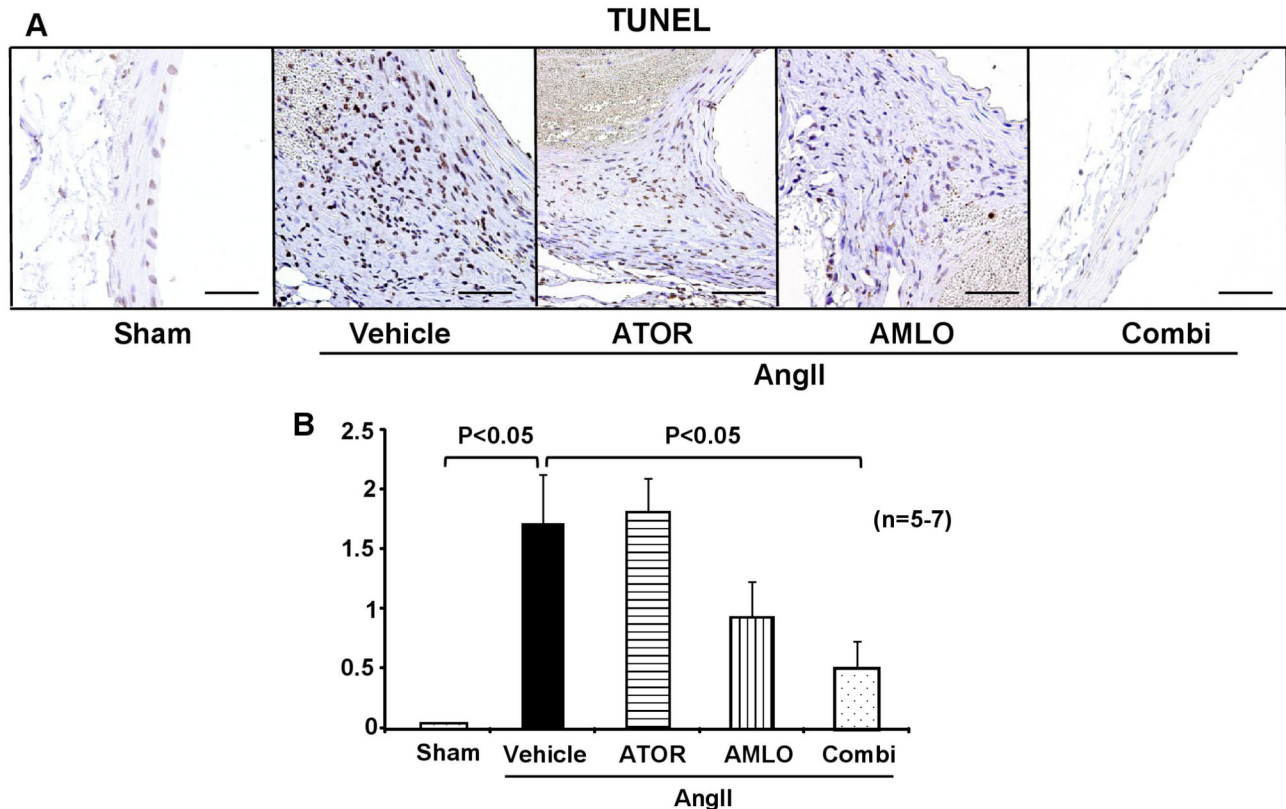 A
TUNEL
Sham Vehicle ATOR AMLO Combi
AngII
B
2.5
2
1.5
1
0.5
0
P<0.05 P<0.05
(n=5-7)
Sham Vehicle ATOR AMLO Combi
AngII